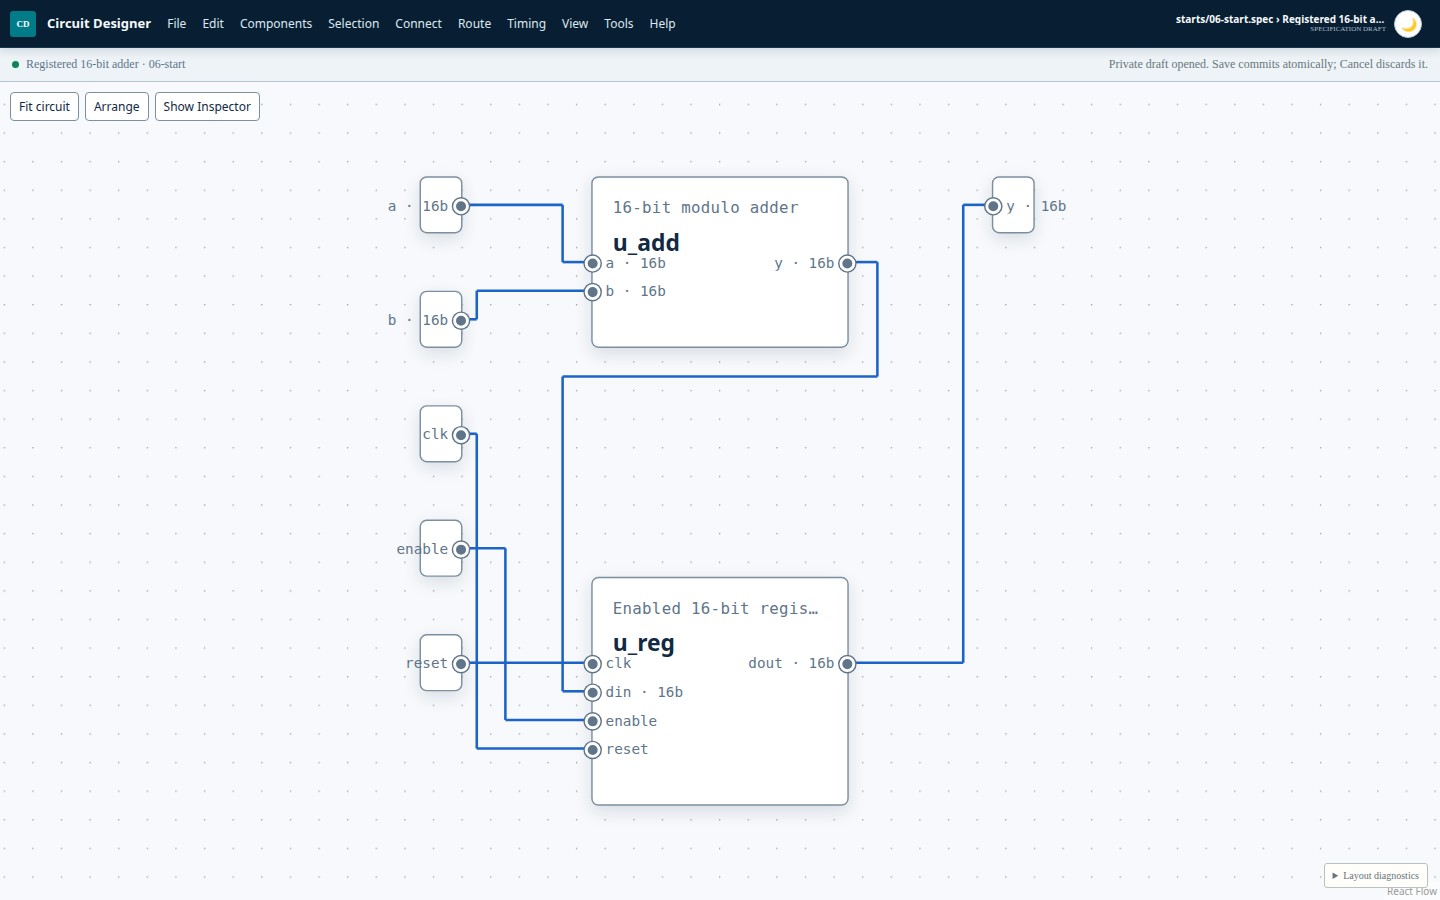 CD Circuit Designer File Edit Components Selection Connect Route Timing View Tools Help
starts/06-start.spec › Registered 16-bit a…
SPECIFICATION DRAFT
Registered 16-bit adder · 06-start
Private draft opened. Save commits atomically; Cancel discards it.
Fit circuit Arrange Show Inspector
a · 16b
b · 16b
clk
enable
reset
16-bit modulo adder
u_add
a · 16b
b · 16b
y · 16b
Enabled 16-bit regis…
u_reg
clk
din · 16b
enable
reset
dout · 16b
y · 16b
Layout diagnostics
React Flow